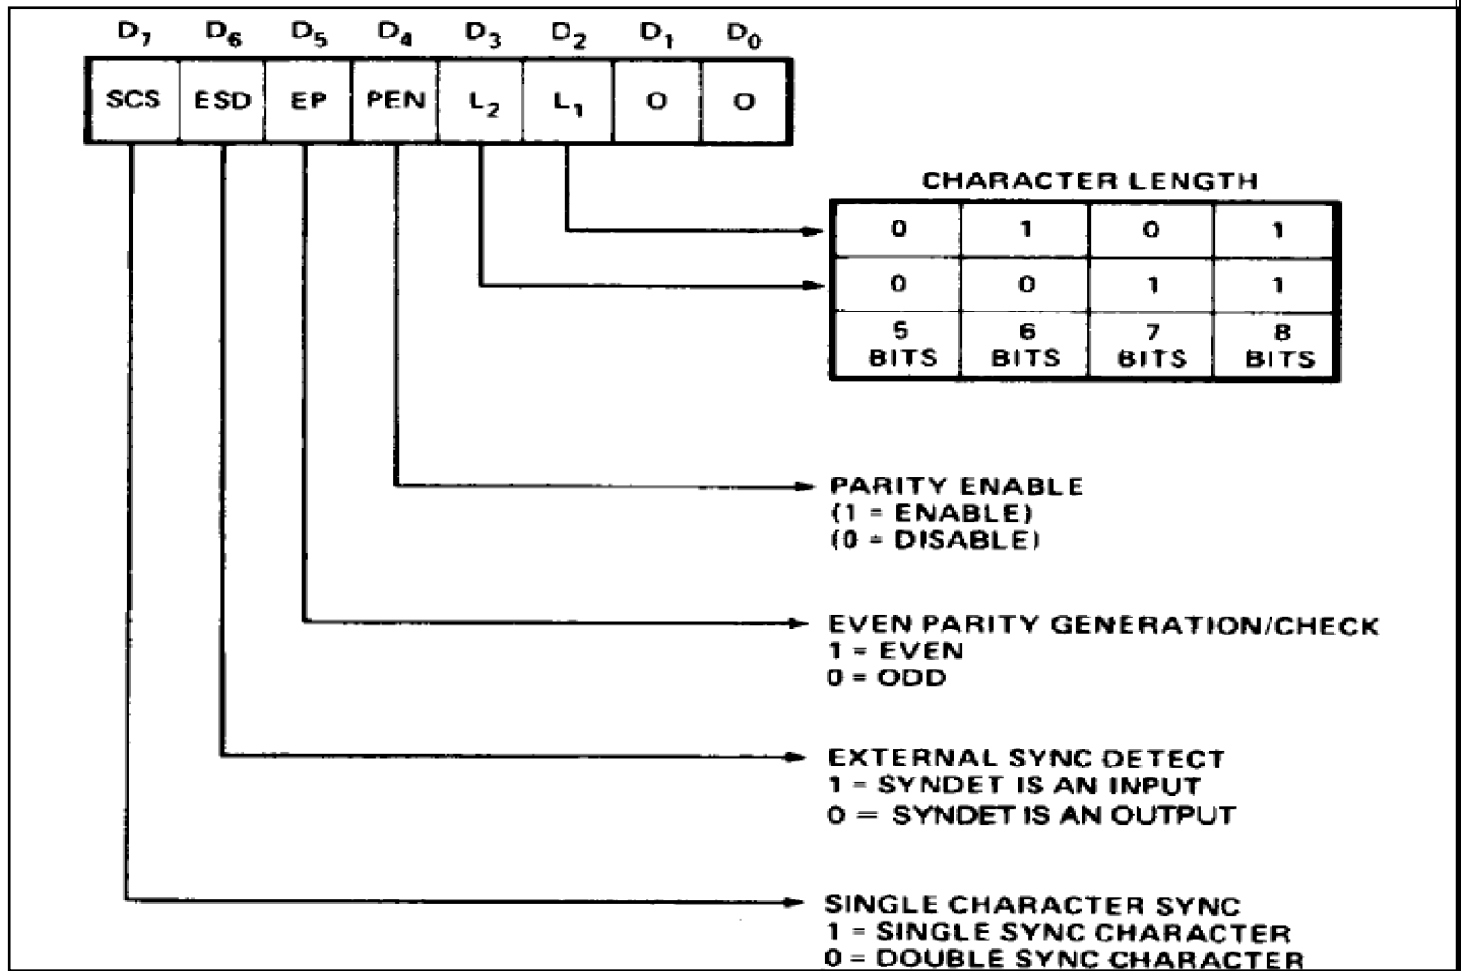 D7 D6 D5 D4 D3 D2 D1 D0
SCS ESD EP PEN L2 L1 0 0
CHARACTER LENGTH
0 1 0 1
0 0 1 1
5 6 7 8
BITS BITS BITS BITS
PARITY ENABLE
(1 = ENABLE)
(0 = DISABLE)
EVEN PARITY GENERATION/CHECK
1 = EVEN
0 = ODD
EXTERNAL SYNC DETECT
1 = SYNDET IS AN INPUT
0 = SYNDET IS AN OUTPUT
SINGLE CHARACTER SYNC
1 = SINGLE SYNC CHARACTER
0 = DOUBLE SYNC CHARACTER